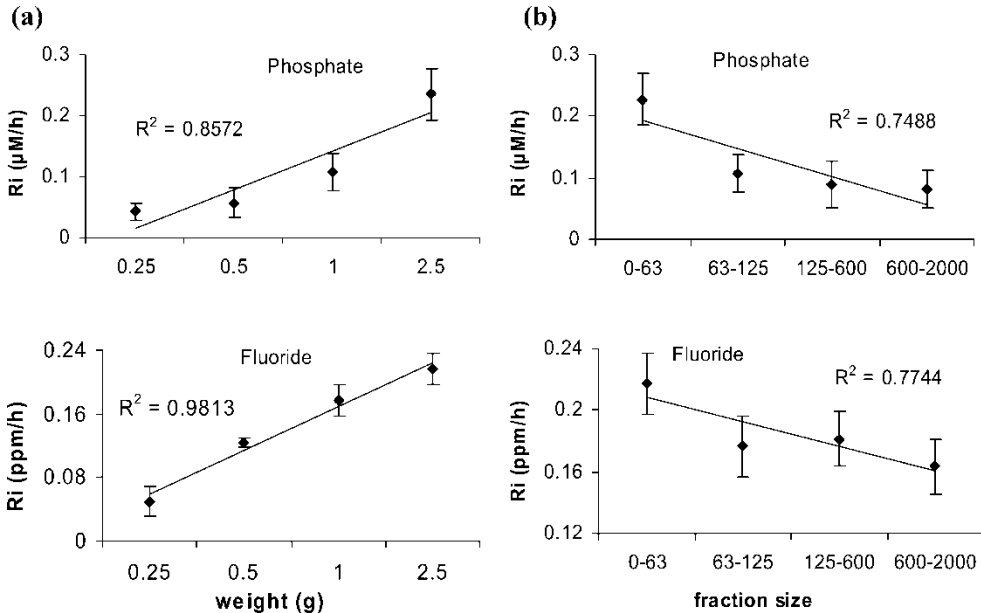 (a)
Phosphate
R² = 0.8572
Ri (µM/h)
0.3
0.2
0.1
0
0.25 0.5 1 2.5
(b)
Phosphate
R² = 0.7488
Ri (µM/h)
0.3
0.2
0.1
0
0-63 63-125 125-600 600-2000
Fluoride
R² = 0.9813
Ri (ppm/h)
0.24
0.16
0.08
0
0.25 0.5 1 2.5
weight (g)
Fluoride
R² = 0.7744
Ri (ppm/h)
0.24
0.2
0.16
0.12
0-63 63-125 125-600 600-2000
fraction size